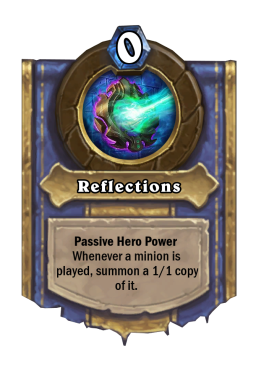 0
Reflections
Passive Hero Power
Whenever a minion is
played, summon a 1/1 copy
of it.